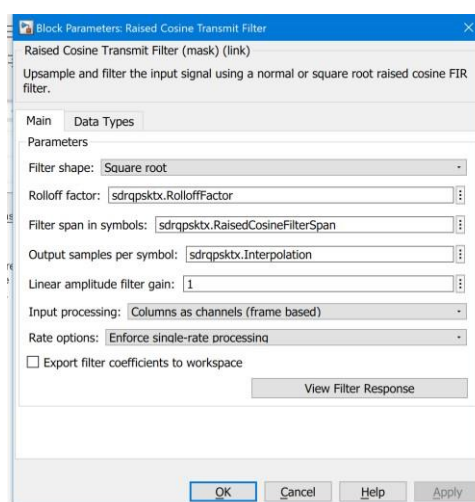 Block Parameters: Raised Cosine Transmit Filter
Raised Cosine Transmit Filter (mask) (link)
Upsample and filter the input signal using a normal or square root raised cosine FIR
filter.
Main Data Types
Parameters
Filter shape: Square root
Rolloff factor: sdrqpsktx.RolloffFactor
Filter span in symbols: sdrqpsktx.RaisedCosineFilterSpan
Output samples per symbol: sdrqpsktx.Interpolation
Linear amplitude filter gain: 1
Input processing: Columns as channels (frame based)
Rate options: Enforce single-rate processing
Export filter coefficients to workspace
View Filter Response
OK Cancel Help Apply